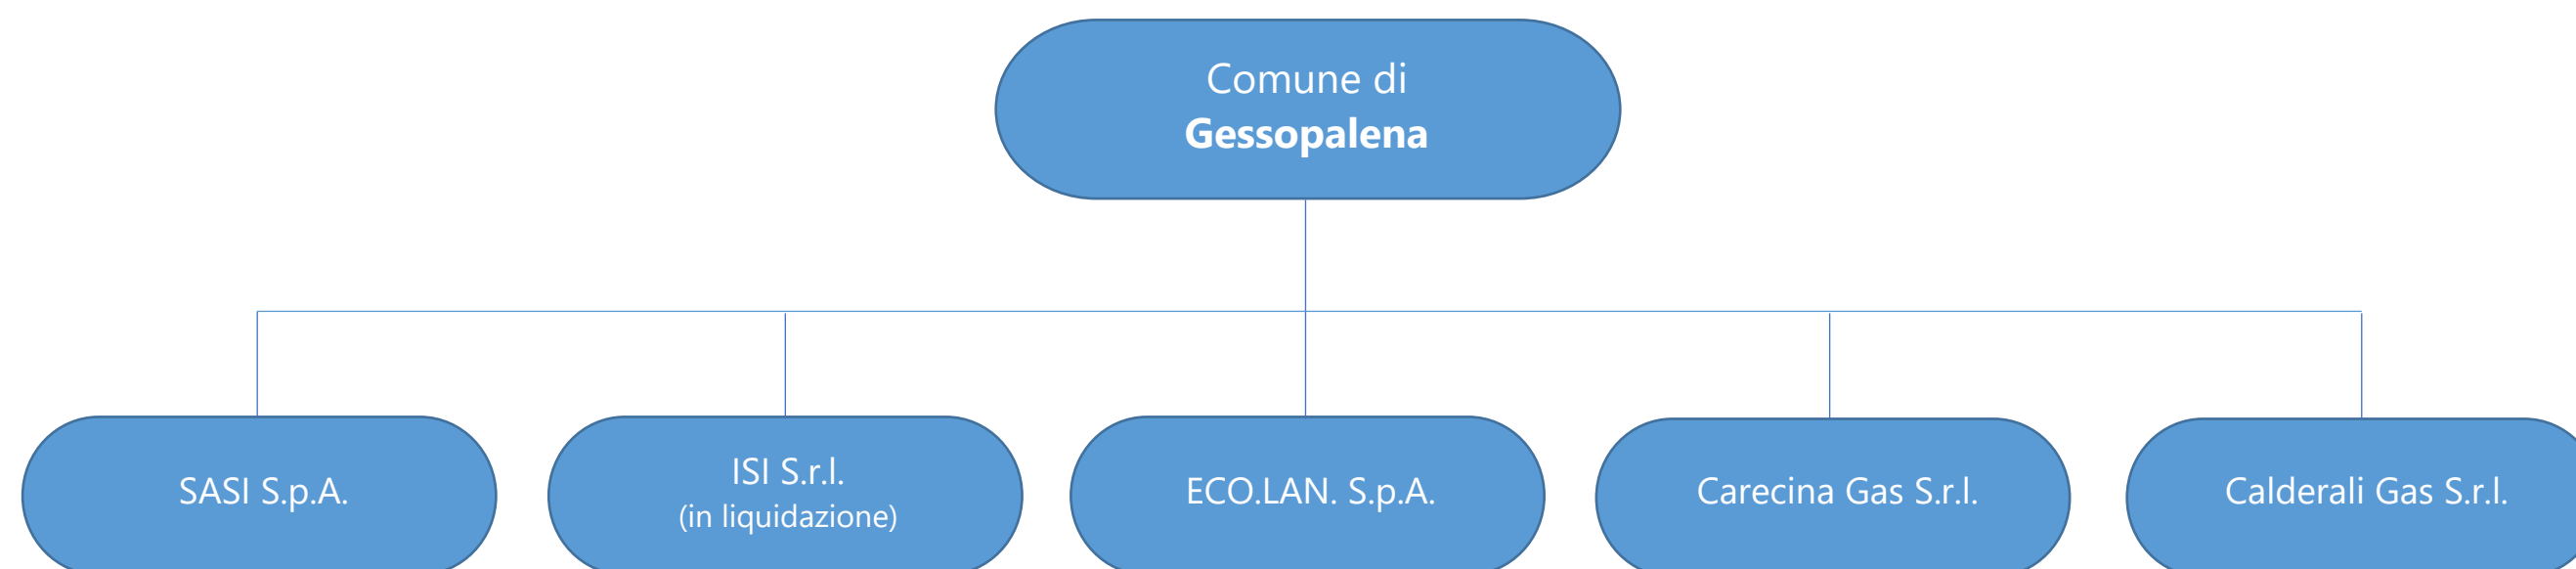 Comune di
Gessopalena
SASI S.p.A.
ISI S.r.l.
(in liquidazione)
ECO.LAN. S.p.A.
Carecina Gas S.r.l.
Calderali Gas S.r.l.